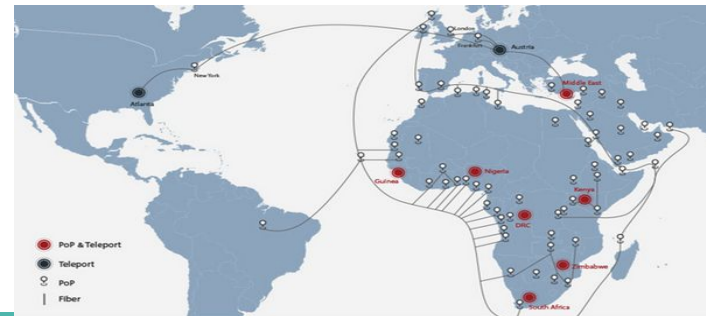 London
Frankfurt
Austria
New York
Atlanta
Middle East
Guinea
Nigeria
Kenya
DRC
Zimbabwe
South Africa
PoP & Teleport
Teleport
PoP
Fiber